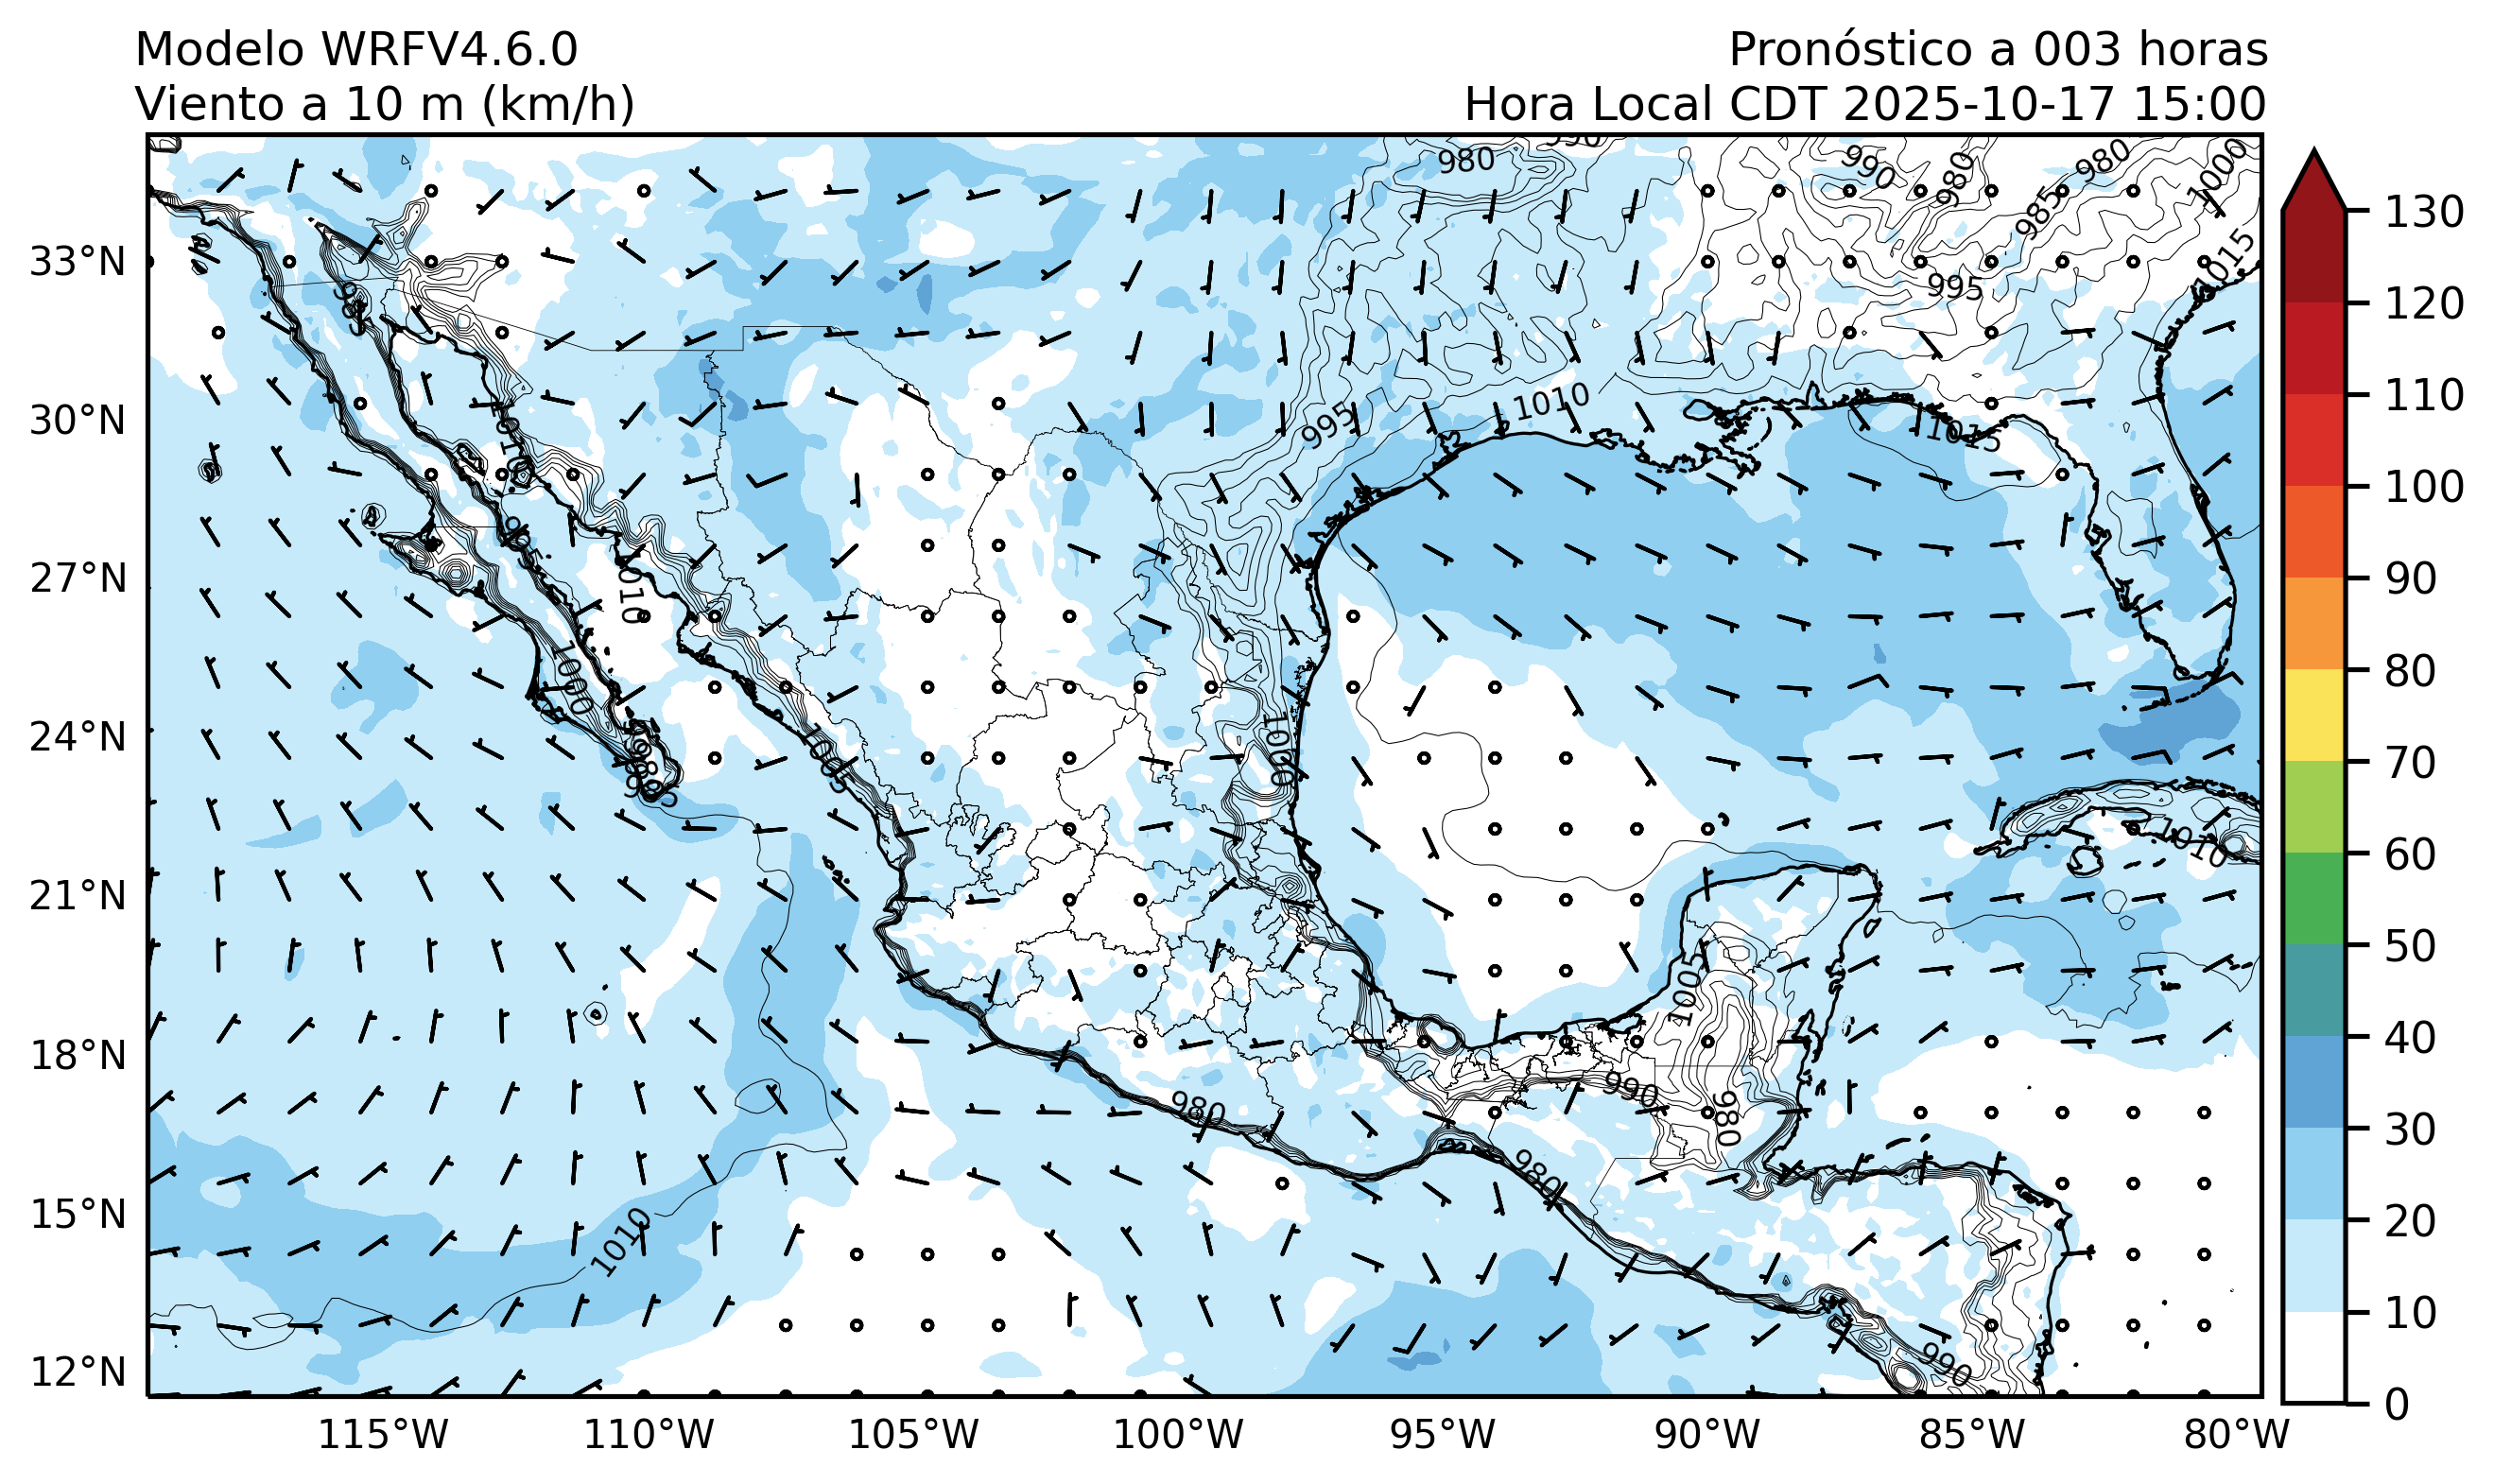 Modelo WRFV4.6.0
Viento a 10 m (km/h)
Pronóstico a 003 horas
Hora Local CDT 2025-10-17 15:00
33°N
30°N
27°N
24°N
21°N
18°N
15°N
12°N
115°W
110°W
105°W
100°W
95°W
90°W
85°W
80°W
130
120
110
100
90
80
70
60
50
40
30
20
10
0
980
990
990
980
980
985
1000
1015
995
1010
995
1015
1010
1000
1005
1000
1010
1005
990
980
980
980
1010
990